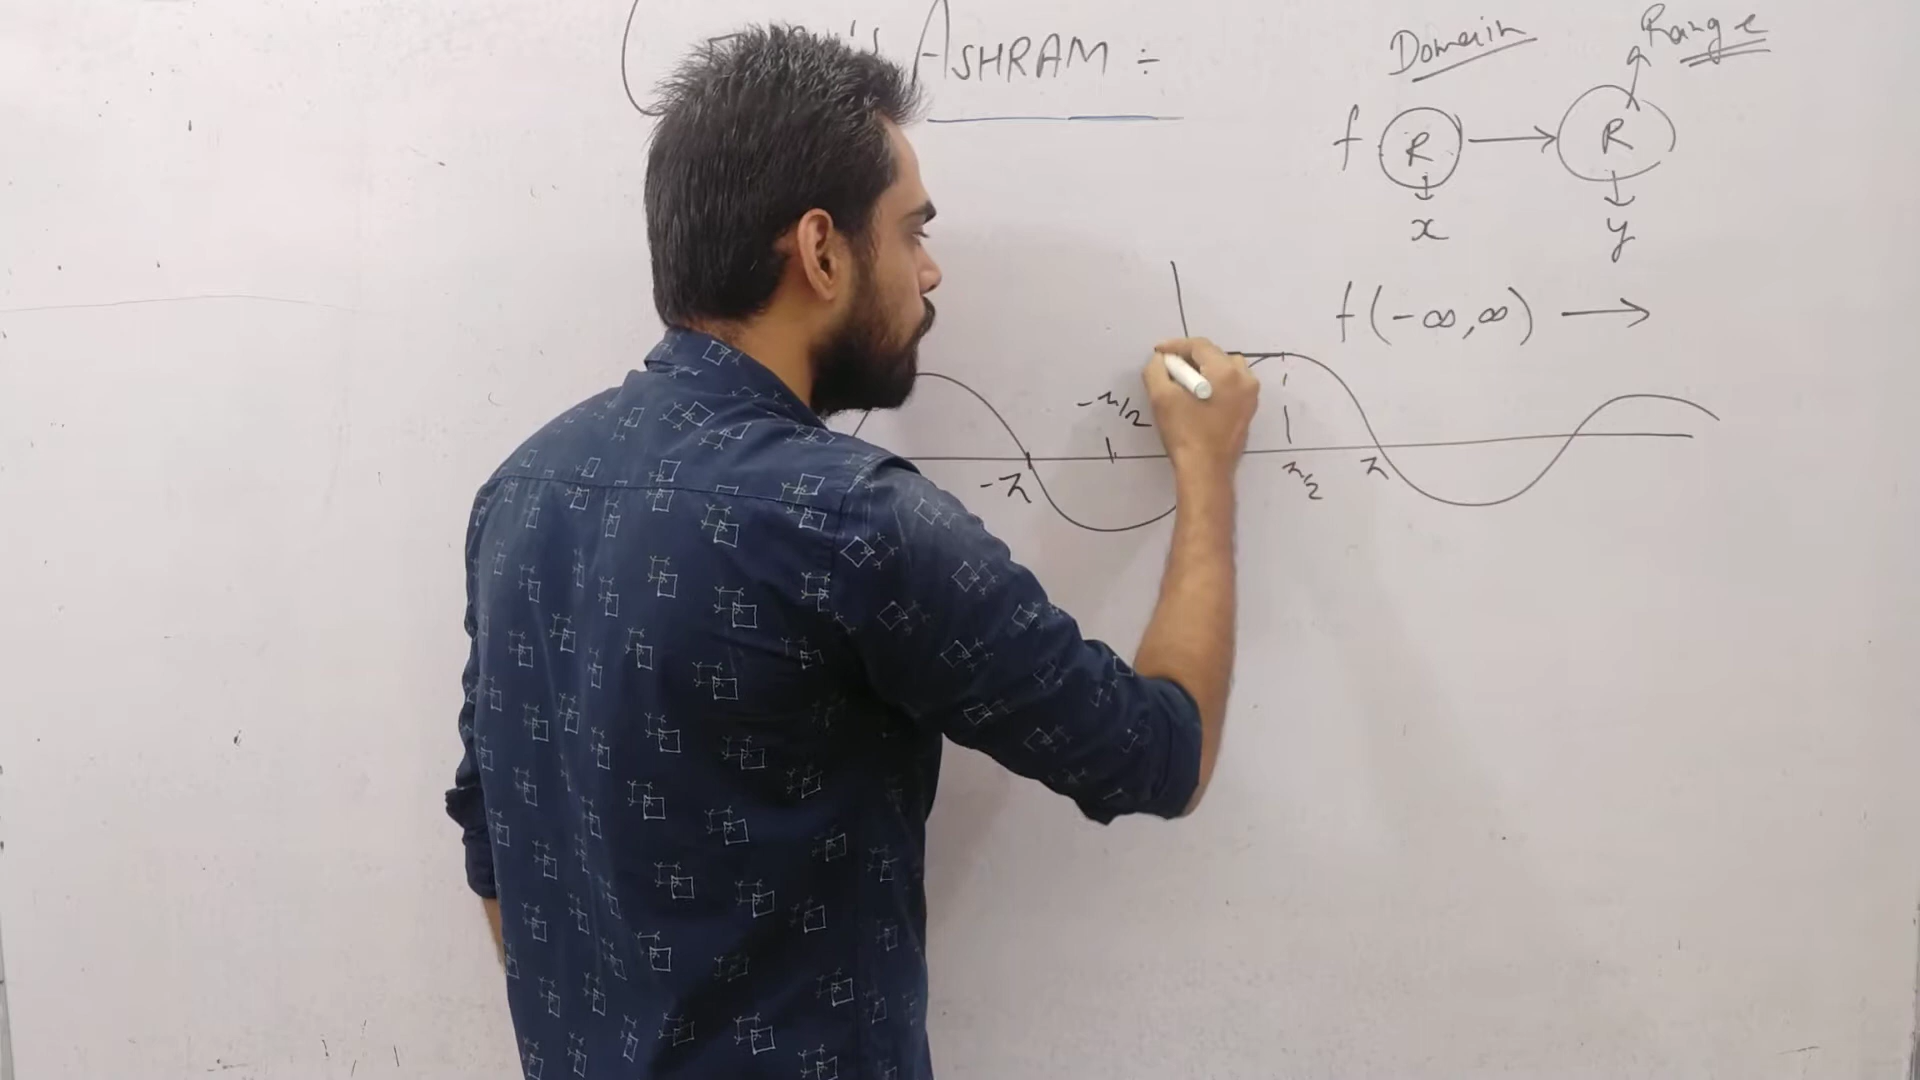 's ASHRAM :-
Domain Range
f R → R
x y
f(-∞,∞) →
-π/2
-π π/2 π